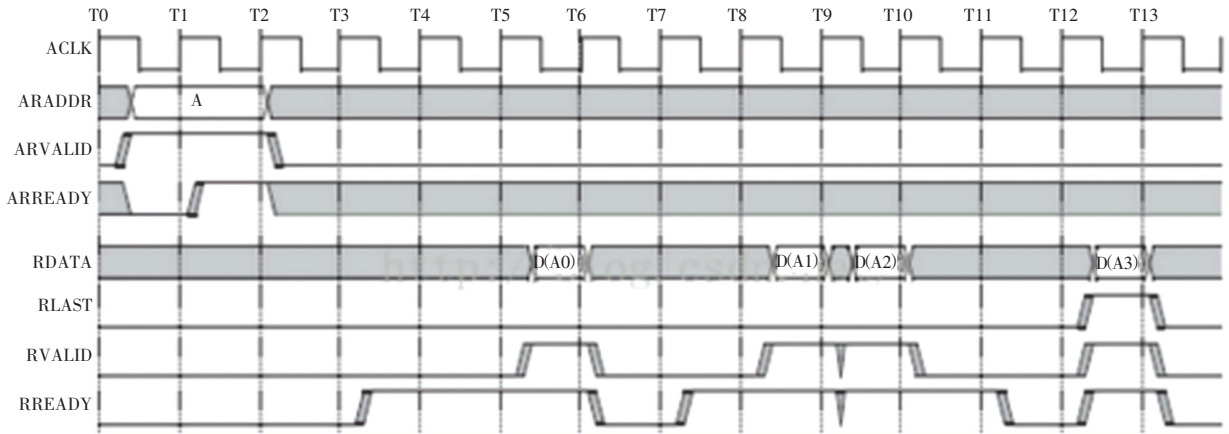 T0 T1 T2 T3 T4 T5 T6 T7 T8 T9 T10 T11 T12 T13
ACLK
ARADDR A
ARVALID
ARREADY
RDATA D(A0) D(A1) D(A2) D(A3)
RLAST
RVALID
RREADY